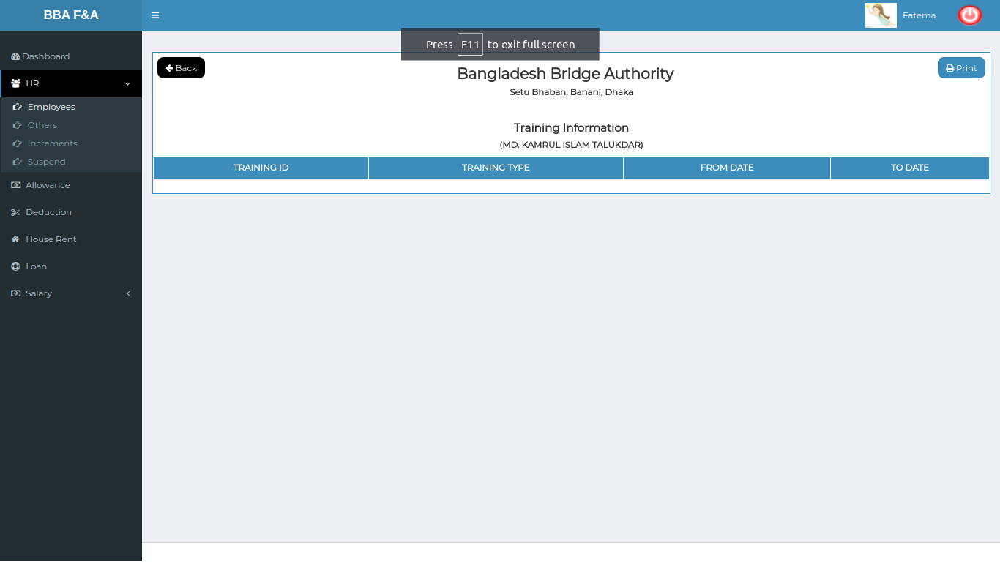 BBA F&A
Fatema
Press F11 to exit full screen
Dashboard
HR
Employees
Others
Increments
Suspend
Allowance
Deduction
House Rent
Loan
Salary
Back
Print
Bangladesh Bridge Authority
Setu Bhaban, Banani, Dhaka
Training Information
(MD. KAMRUL ISLAM TALUKDAR)
TRAINING ID TRAINING TYPE FROM DATE TO DATE